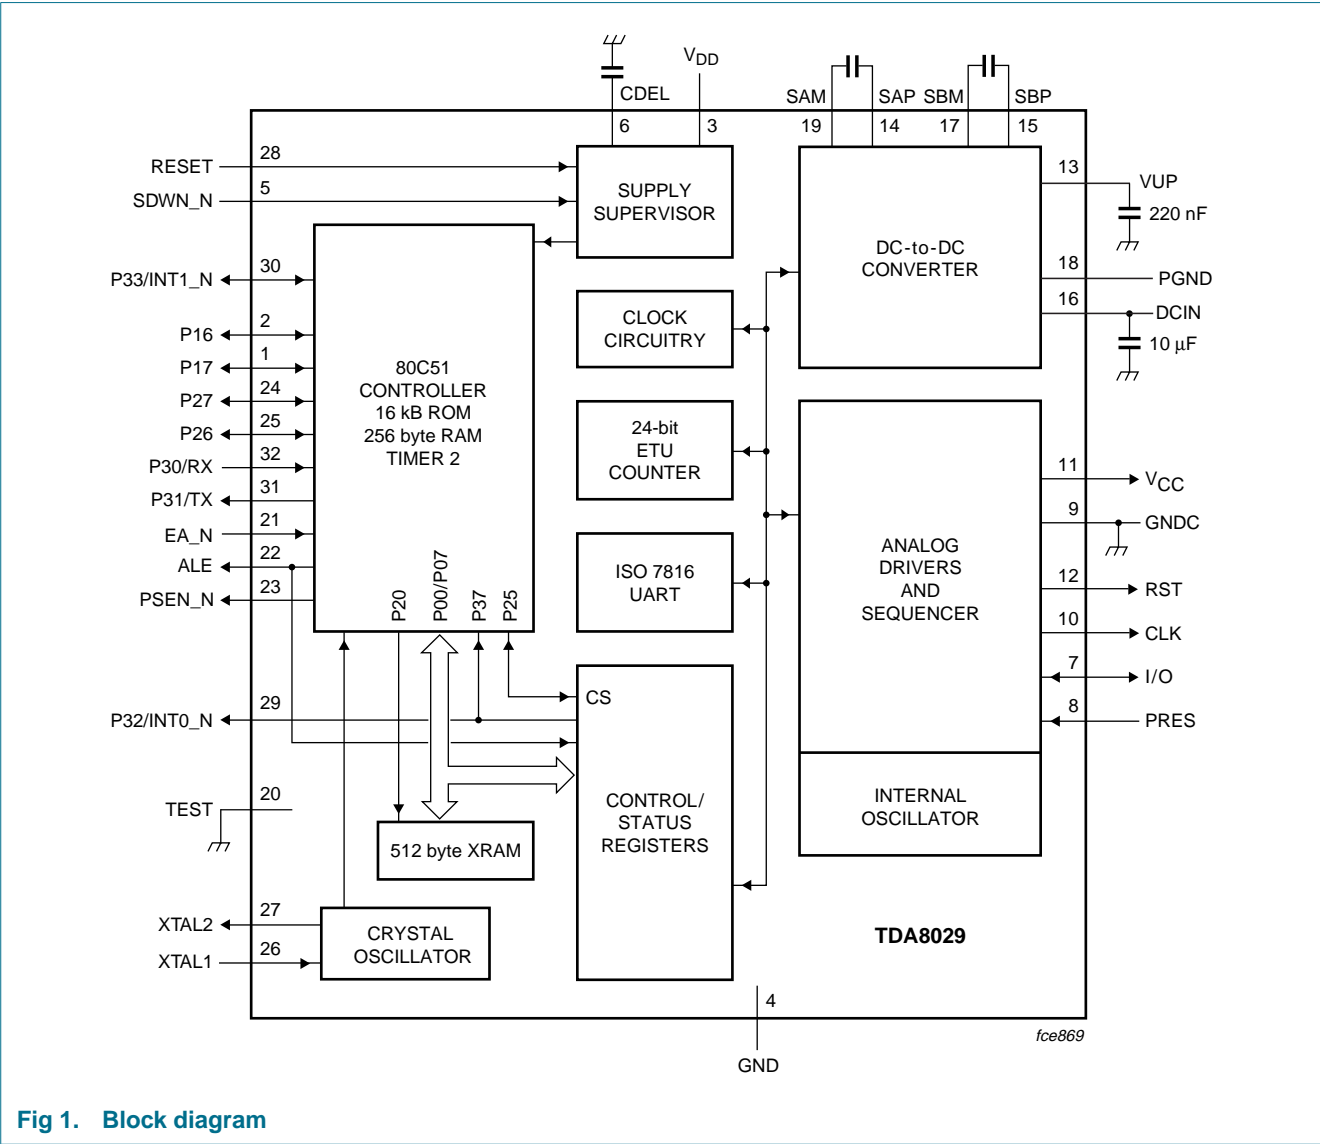 VDD
CDEL
SAM
SAP
SBM
SBP
6
3
19
14
17
15
RESET
28
SDWN_N
5
SUPPLY
SUPERVISOR
13
VUP
220 nF
DC-to-DC
CONVERTER
18
PGND
16
DCIN
10 μF
P33/INT1_N
30
P16
2
P17
1
P27
24
P26
25
P30/RX
32
P31/TX
31
EA_N
21
ALE
22
PSEN_N
23
80C51
CONTROLLER
16 kB ROM
256 byte RAM
TIMER 2
P20
P00/P07
P37
P25
CLOCK
CIRCUITRY
24-bit
ETU
COUNTER
ISO 7816
UART
ANALOG
DRIVERS
AND
SEQUENCER
11
VCC
9
GNDC
12
RST
10
CLK
7
I/O
8
PRES
INTERNAL
OSCILLATOR
P32/INT0_N
29
CS
CONTROL/
STATUS
REGISTERS
TEST
20
512 byte XRAM
XTAL2
27
XTAL1
26
CRYSTAL
OSCILLATOR
TDA8029
4
GND
fce869
Fig 1. Block diagram